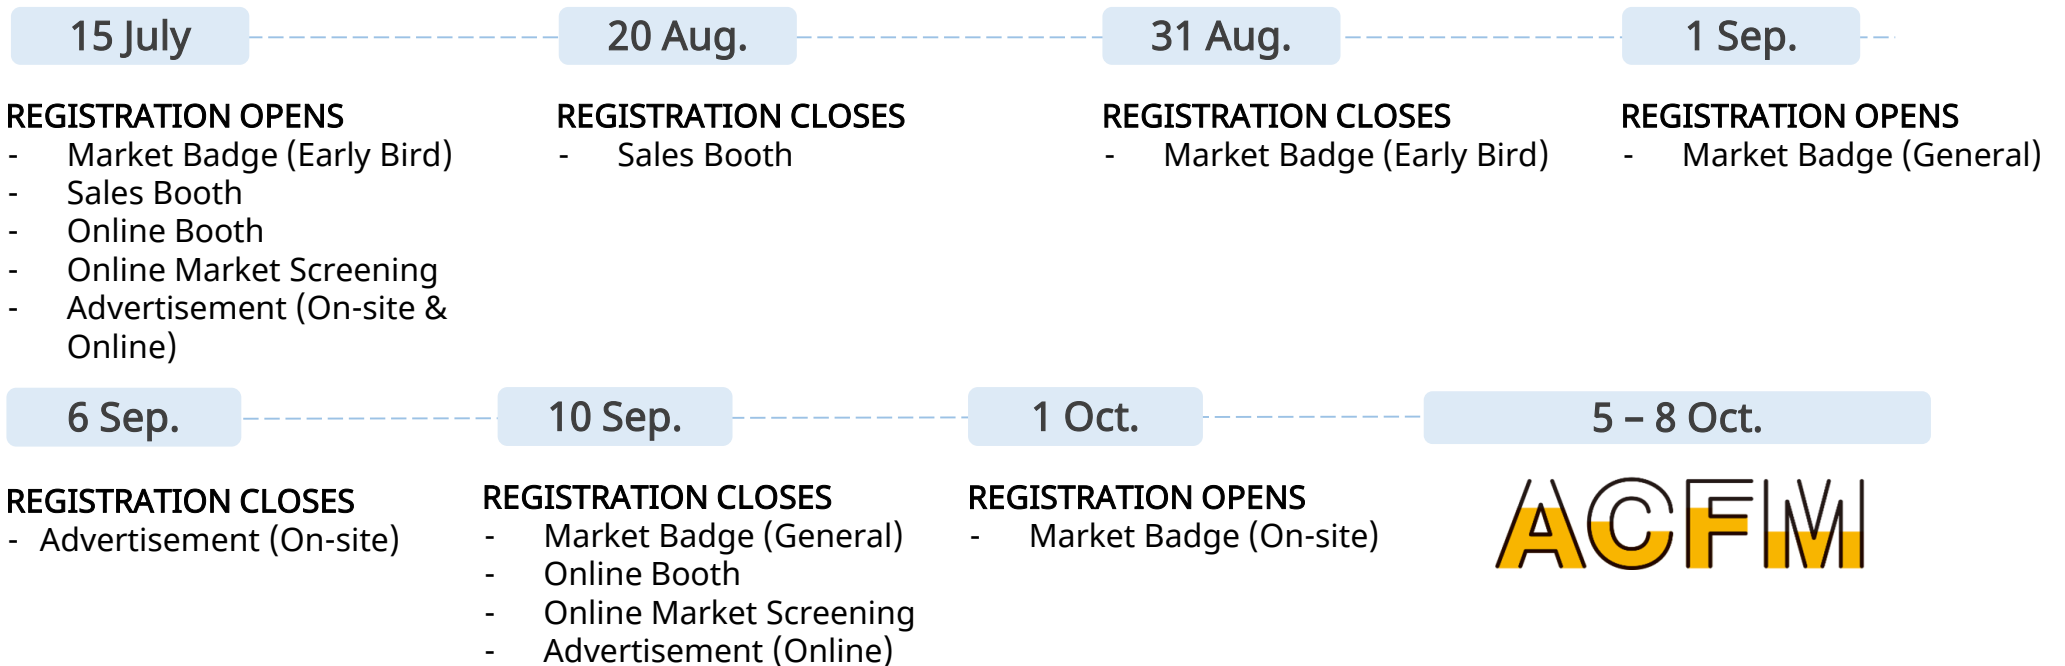 15 July
20 Aug.
31 Aug.
1 Sep.
REGISTRATION OPENS
- Market Badge (Early Bird)
- Sales Booth
- Online Booth
- Online Market Screening
- Advertisement (On-site &
Online)
REGISTRATION CLOSES
- Sales Booth
REGISTRATION CLOSES
- Market Badge (Early Bird)
REGISTRATION OPENS
- Market Badge (General)
6 Sep.
10 Sep.
1 Oct.
5 – 8 Oct.
REGISTRATION CLOSES
- Advertisement (On-site)
REGISTRATION CLOSES
- Market Badge (General)
- Online Booth
- Online Market Screening
- Advertisement (Online)
REGISTRATION OPENS
- Market Badge (On-site)
ACFM